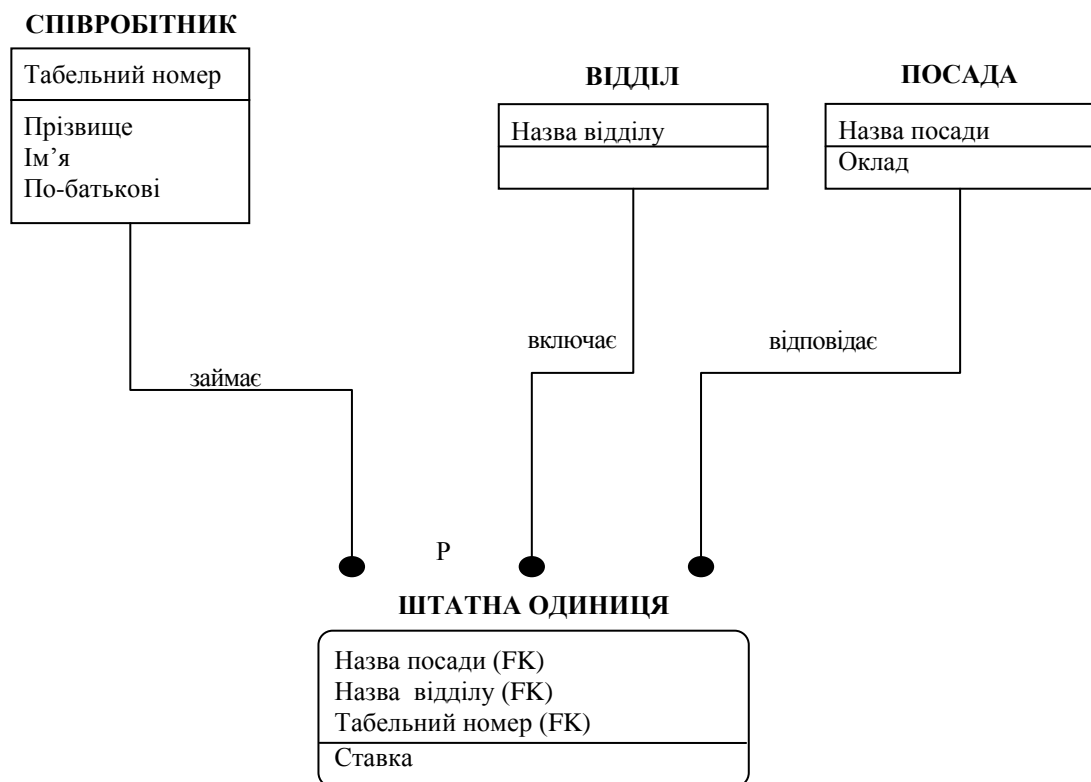 СПІВРОБІТНИК
Табельний номер
Прізвище
Ім’я
По-батькові
ВІДДІЛ
Назва відділу
ПОСАДА
Назва посади
Оклад
займає
включає
відповідає
Р
ШТАТНА ОДИНИЦЯ
Назва посади (FK)
Назва відділу (FK)
Табельний номер (FK)
Ставка